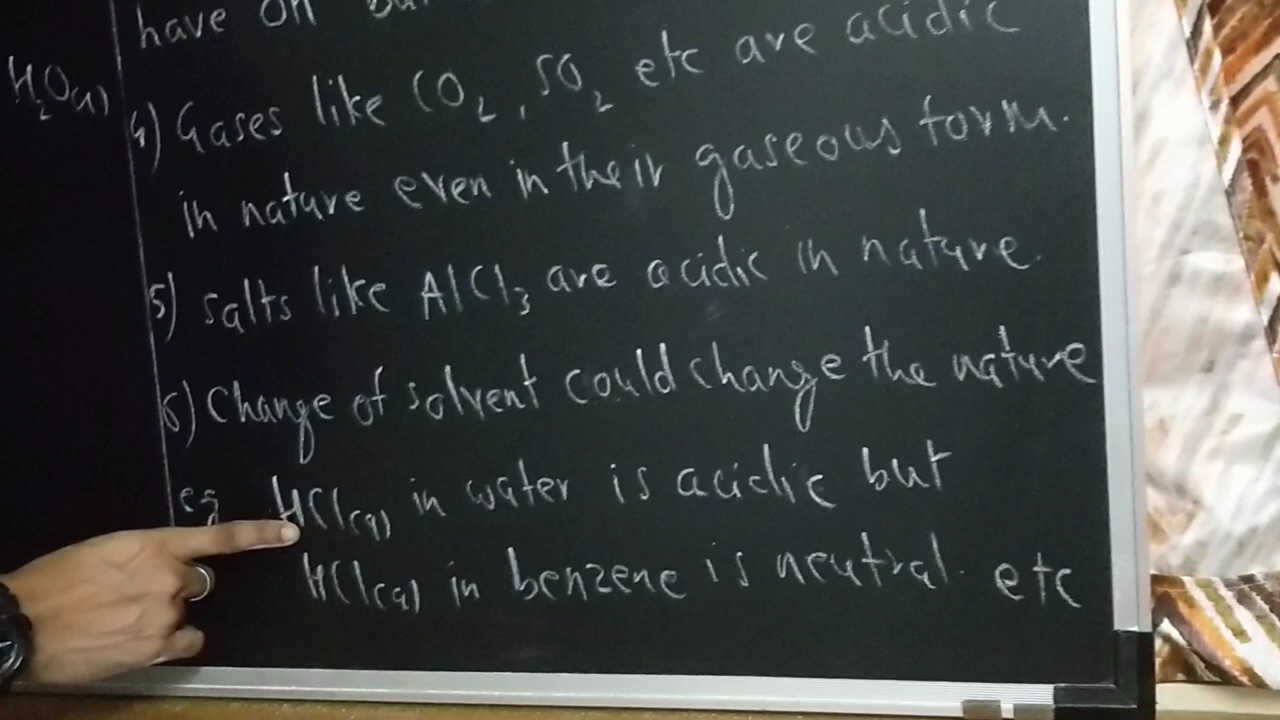 have OH
H₂O(l)
4) Gases like CO₂, SO₂ etc are acidic
in nature even in their gaseous form.
5) Salts like AlCl₃ are acidic in nature.
6) Change of solvent could change the nature
eg HCl(g) in water is acidic but
HCl(g) in benzene is neutral. etc